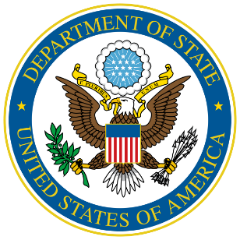 DEPARTMENT OF STATE
UNITED STATES OF AMERICA